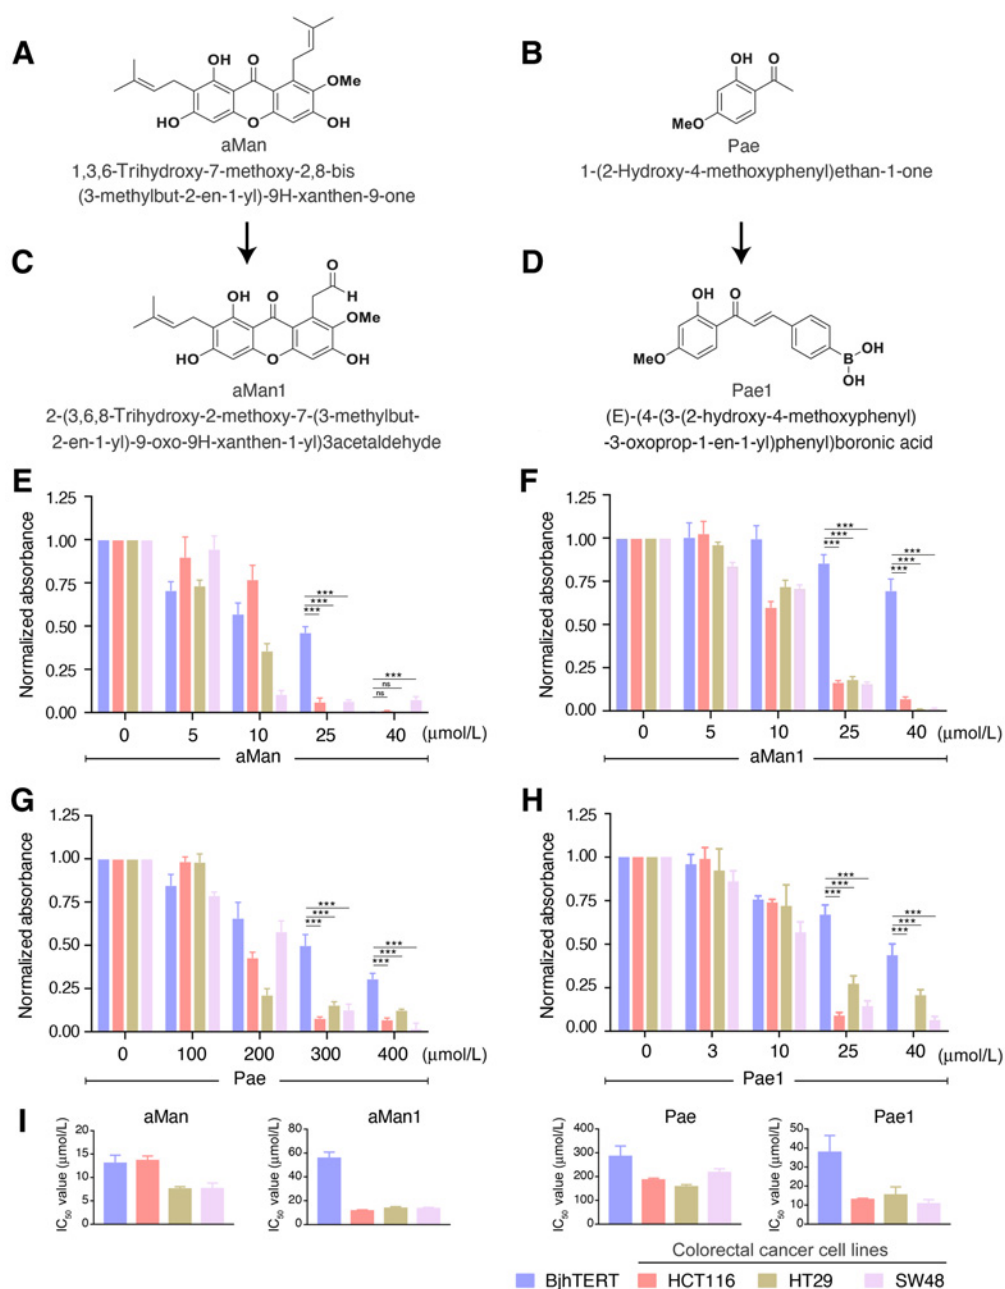 A
B
OH
O
OMe
HO
O
OH
aMan
1,3,6-Trihydroxy-7-methoxy-2,8-bis
(3-methylbut-2-en-1-yl)-9H-xanthen-9-one
OH
O
MeO
Pae
1-(2-Hydroxy-4-methoxyphenyl)ethan-1-one
C
D
O
H
OH
O
OMe
HO
O
OH
aMan1
2-(3,6,8-Trihydroxy-2-methoxy-7-(3-methylbut-
2-en-1-yl)-9-oxo-9H-xanthen-1-yl)3acetaldehyde
OH
O
MeO
B
OH
OH
Pae1
(E)-(4-(3-(2-hydroxy-4-methoxyphenyl)
-3-oxoprop-1-en-1-yl)phenyl)boronic acid
E
Normalized absorbance
1.25
1.00
0.75
0.50
0.25
0.00
***
***
***
***
ns
ns
0 5 10 25 40 (μmol/L)
aMan
F
Normalized absorbance
1.25
1.00
0.75
0.50
0.25
0.00
***
***
***
***
***
***
0 5 10 25 40 (μmol/L)
aMan1
G
Normalized absorbance
1.25
1.00
0.75
0.50
0.25
0.00
***
***
***
***
***
***
0 100 200 300 400 (μmol/L)
Pae
H
Normalized absorbance
1.25
1.00
0.75
0.50
0.25
0.00
***
***
***
***
***
***
0 3 10 25 40 (μmol/L)
Pae1
I
aMan
IC50 value (μmol/L)
20
15
10
5
0
aMan1
IC50 value (μmol/L)
80
60
40
20
0
Pae
IC50 value (μmol/L)
400
300
200
100
0
Pae1
IC50 value (μmol/L)
50
40
30
20
10
0
Colorectal cancer cell lines
BjhTERT HCT116 HT29 SW48